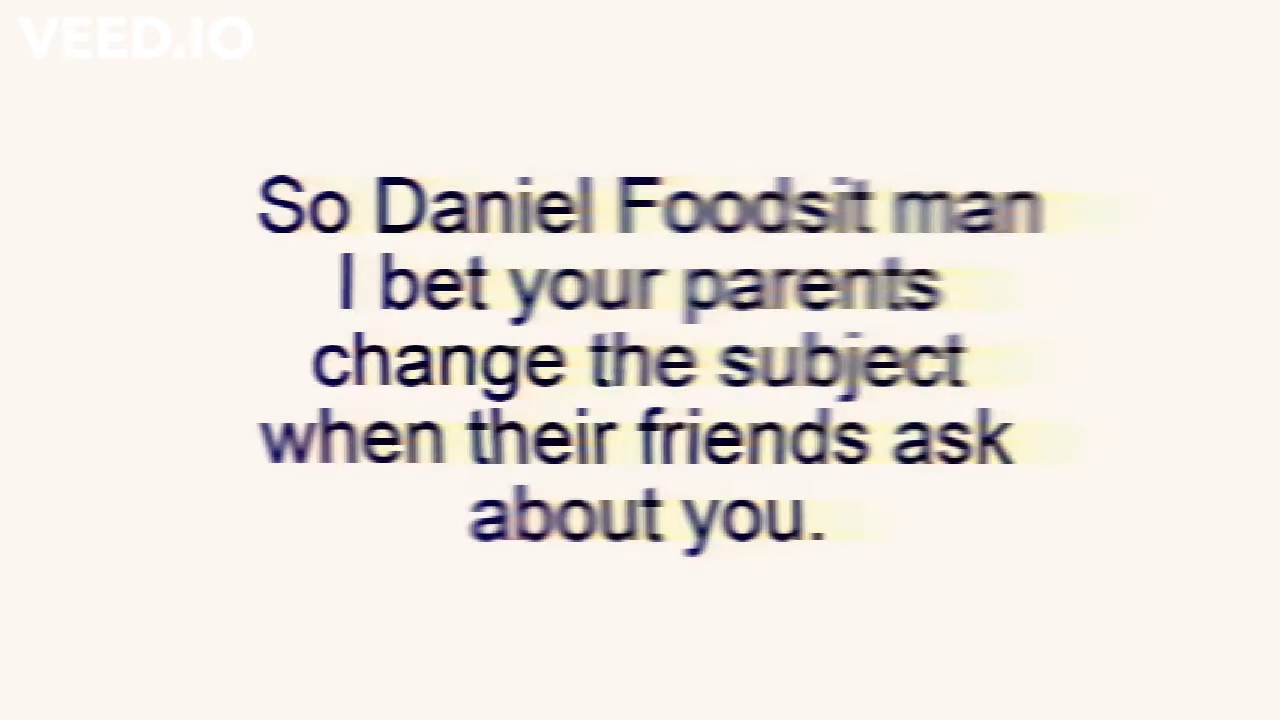 VEED.IO
So Daniel Foodsit man
I bet your parents
change the subject
when their friends ask
about you.